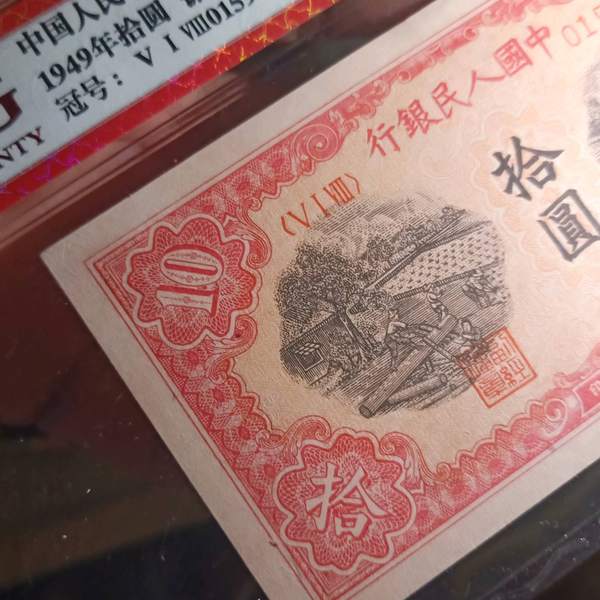 中国人民
1949年拾圆
冠号：V I VIII015
NTY
行銀民人國中
015
〈V I VIII〉
拾
圓
10
拾